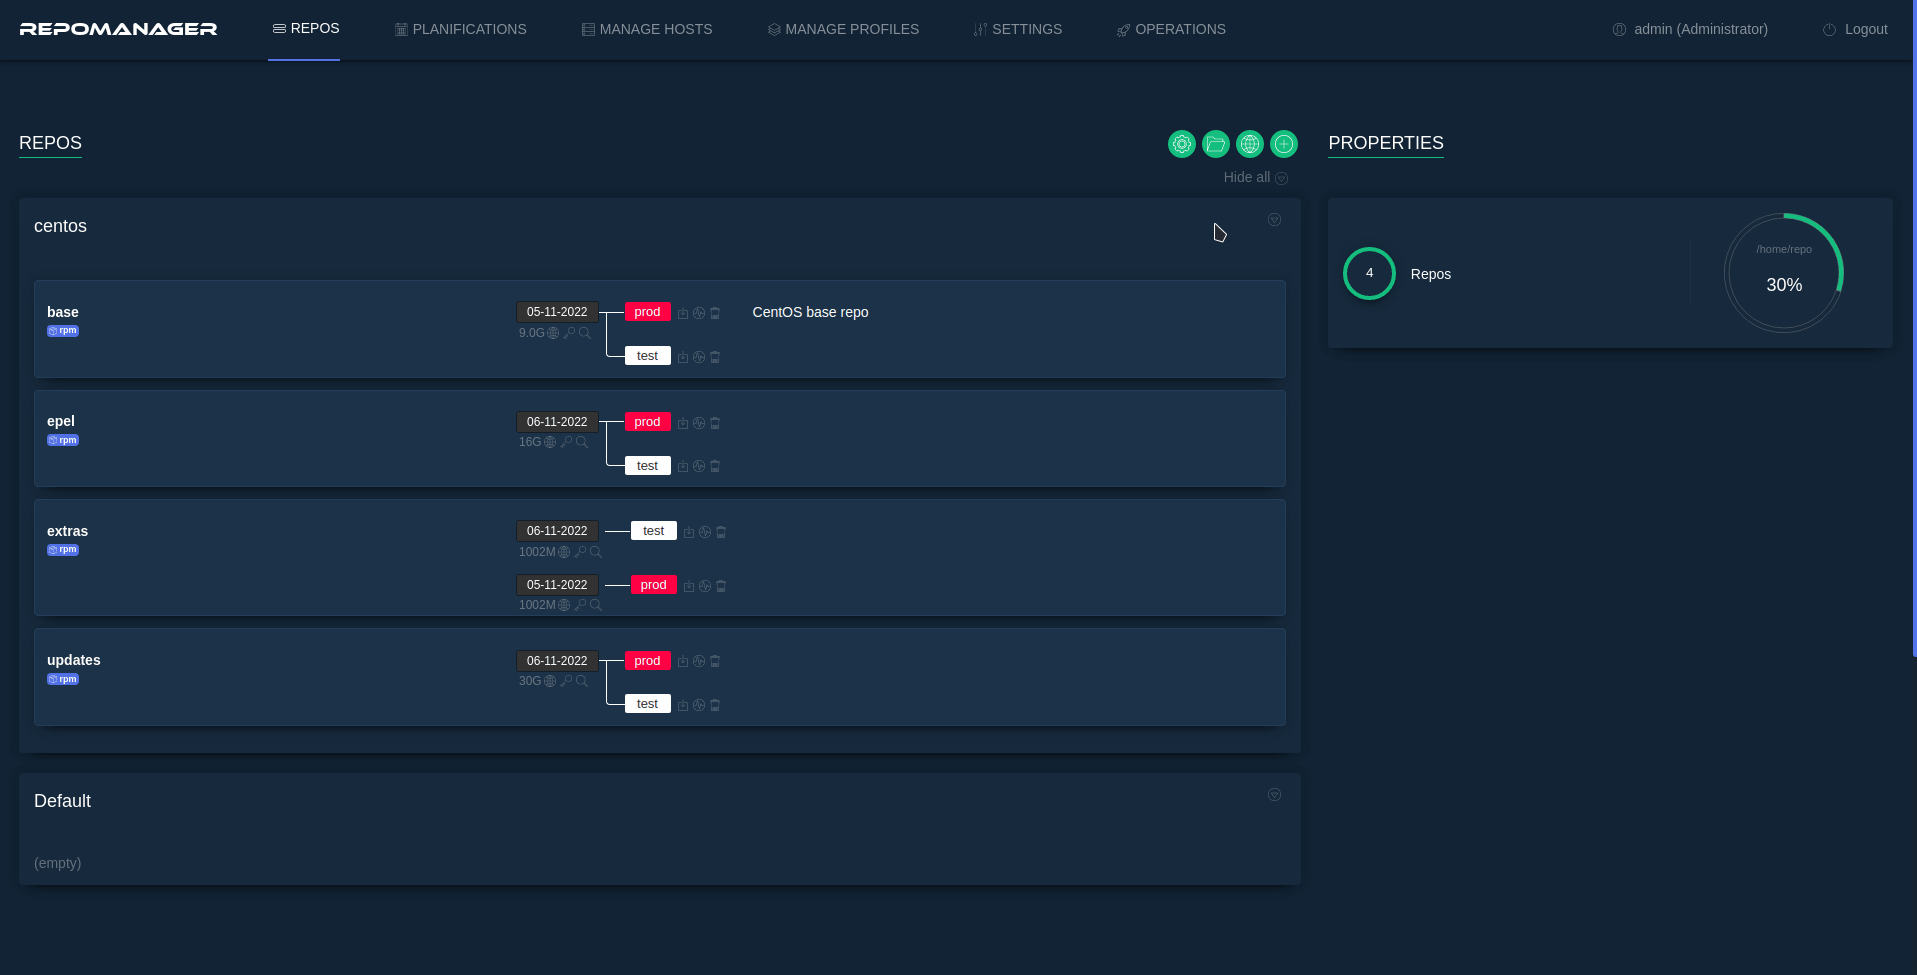 REPOMANAGER
REPOS PLANIFICATIONS MANAGE HOSTS MANAGE PROFILES SETTINGS OPERATIONS admin (Administrator) Logout
REPOS
PROPERTIES
Hide all
centos
base
rpm
05-11-2022 prod CentOS base repo
9.0G
test
epel
rpm
06-11-2022 prod
16G
test
extras
rpm
06-11-2022 test
1002M
05-11-2022 prod
1002M
updates
rpm
06-11-2022 prod
30G
test
Default
(empty)
4 Repos
/home/repo
30%